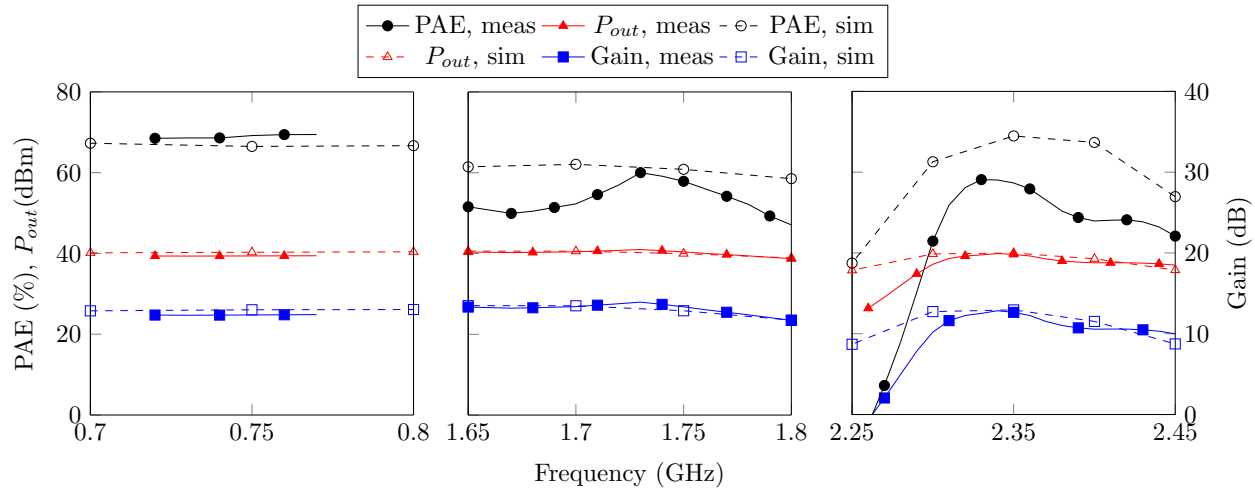 PAE, meas P_out, meas PAE, sim
P_out, sim Gain, meas Gain, sim
PAE (%), P_out(dBm)
80
60
40
20
0
0.7 0.75 0.8
1.65 1.7 1.75 1.8
2.25 2.35 2.45
40
30
20
10
0
Gain (dB)
Frequency (GHz)